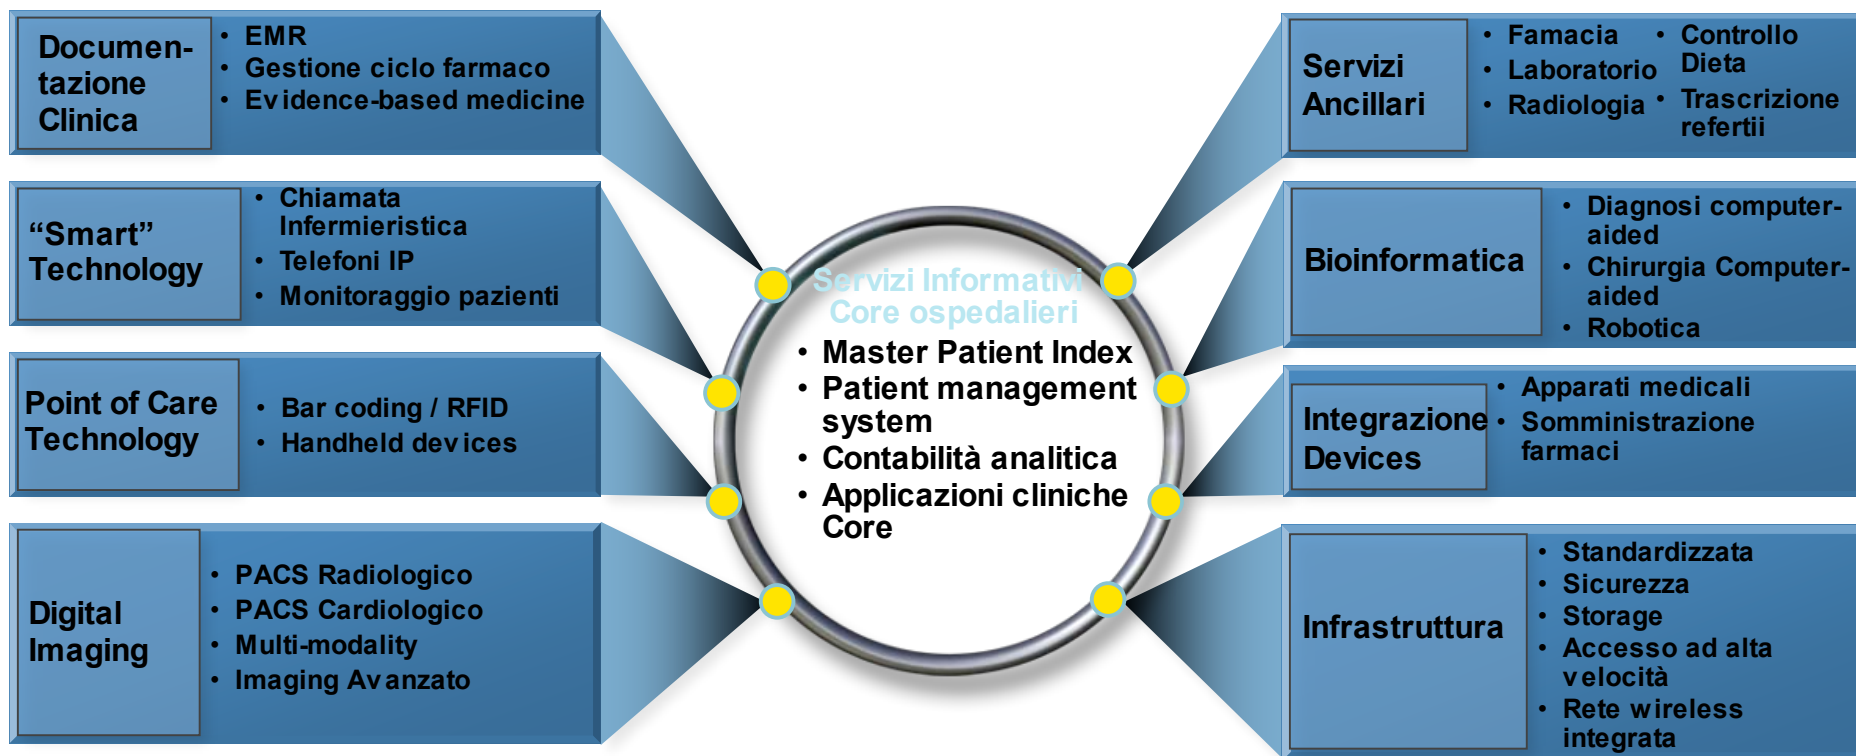 Documen-
tazione
Clinica
• EMR
• Gestione ciclo farmaco
• Evidence-based medicine
“Smart”
Technology
• Chiamata
Infermieristica
• Telefoni IP
• Monitoraggio pazienti
Point of Care
Technology
• Bar coding / RFID
• Handheld devices
Digital
Imaging
• PACS Radiologico
• PACS Cardiologico
• Multi-modality
• Imaging Avanzato
Servizi Informativi
Core ospedalieri
• Master Patient Index
• Patient management
system
• Contabilità analitica
• Applicazioni cliniche
Core
Servizi
Ancillari
• Famacia
• Laboratorio
• Radiologia
• Controllo
Dieta
• Trascrizione
refertii
Bioinformatica
• Diagnosi computer-
aided
• Chirurgia Computer-
aided
• Robotica
Integrazione
Devices
• Apparati medicali
• Somministrazione
farmaci
Infrastruttura
• Standardizzata
• Sicurezza
• Storage
• Accesso ad alta
velocità
• Rete wireless
integrata